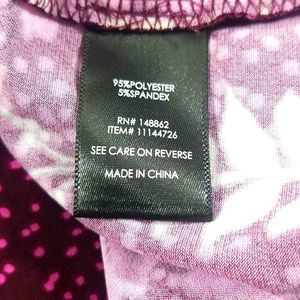 95%POLYESTER
5%SPANDEX
RN# 148862
ITEM# 11144726
SEE CARE ON REVERSE
MADE IN CHINA